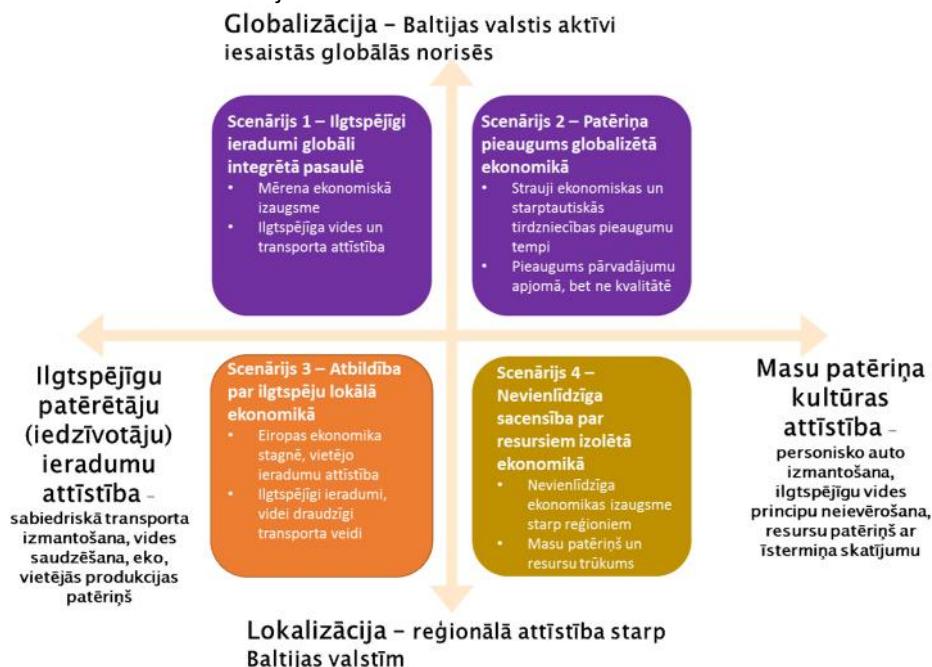 Globalizācija – Baltijas valstis aktīvi
iesaistās globālās norisēs
Scenārijs 1 – Ilgtspējīgi
ieradumi globāli
integrētā pasaulē
• Mērena ekonomiskā
izaugsme
• Ilgtspējīga vides un
transporta attīstība
Scenārijs 2 – Patēriņa
pieaugums globalizētā
ekonomikā
• Strauji ekonomiskas un
starptautiskās
tirdzniecības pieaugumu
tempi
• Pieaugums pārvadājumu
apjomā, bet ne kvalitātē
Ilgtspējīgu
patērētāju
(iedzīvotāju)
ieradumu
attīstība –
sabiedriskā transporta
izmantošana, vides
saudzēšana, eko,
vietējās produkcijas
patēriņš
Scenārijs 3 – Atbildība
par ilgtspēju lokālā
ekonomikā
• Eiropas ekonomika
stagnē, vietējo
ieradumu attīstība
• Ilgtspējīgi ieradumi,
videi draudzīgi
transporta veidi
Scenārijs 4 –
Nevienlīdzīga
sacensība par
resursiem izolētā
ekonomikā
• Nevienlīdzīga
ekonomikas izaugsme
starp reģioniem
• Masu patēriņš un
resursu trūkums
Masu patēriņa
kultūras
attīstība –
personisko auto
izmantošana,
ilgtspējīgu vides
principu neievērošana,
resursu patēriņš ar
īstermiņa skatījumu
Lokalizācija – reģionālā attīstība starp
Baltijas valstīm